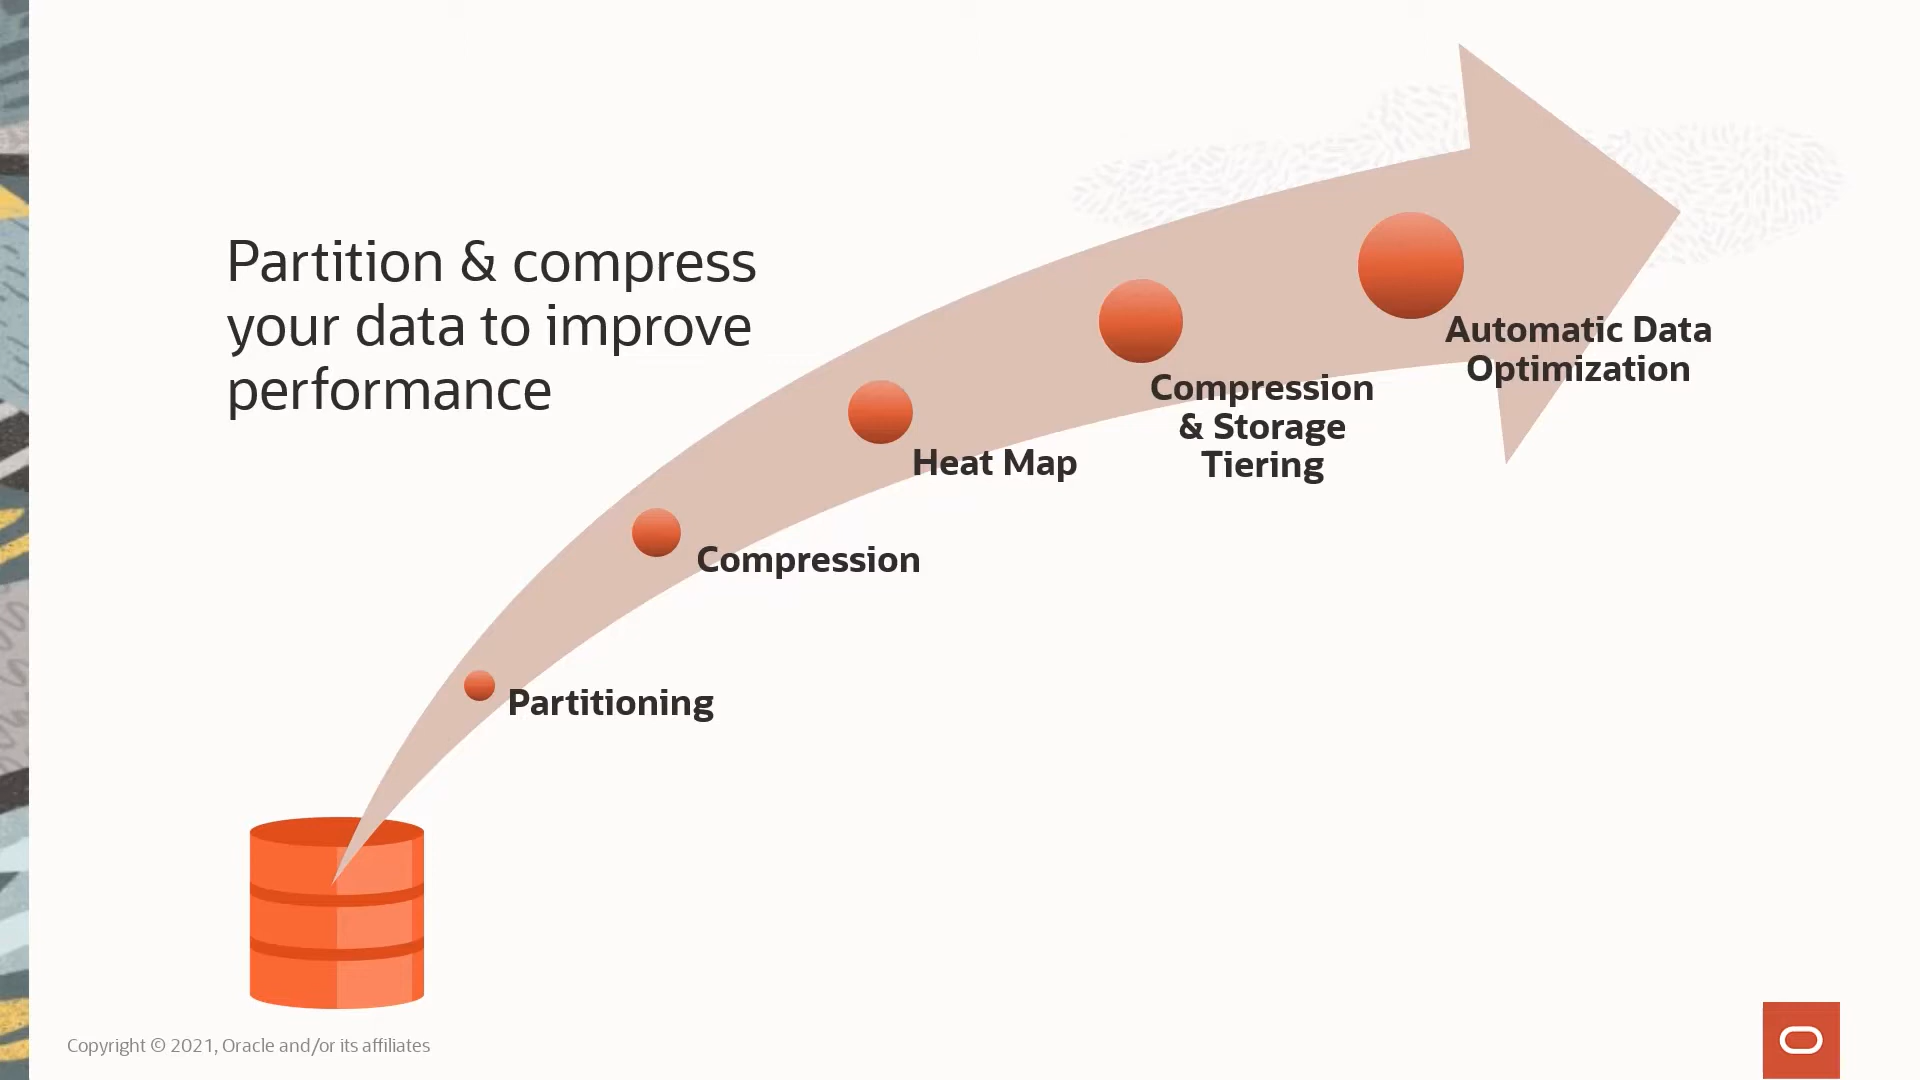 Partition & compress
your data to improve
performance
Automatic Data
Optimization
Compression
& Storage
Tiering
Heat Map
Compression
Partitioning
Copyright © 2021, Oracle and/or its affiliates